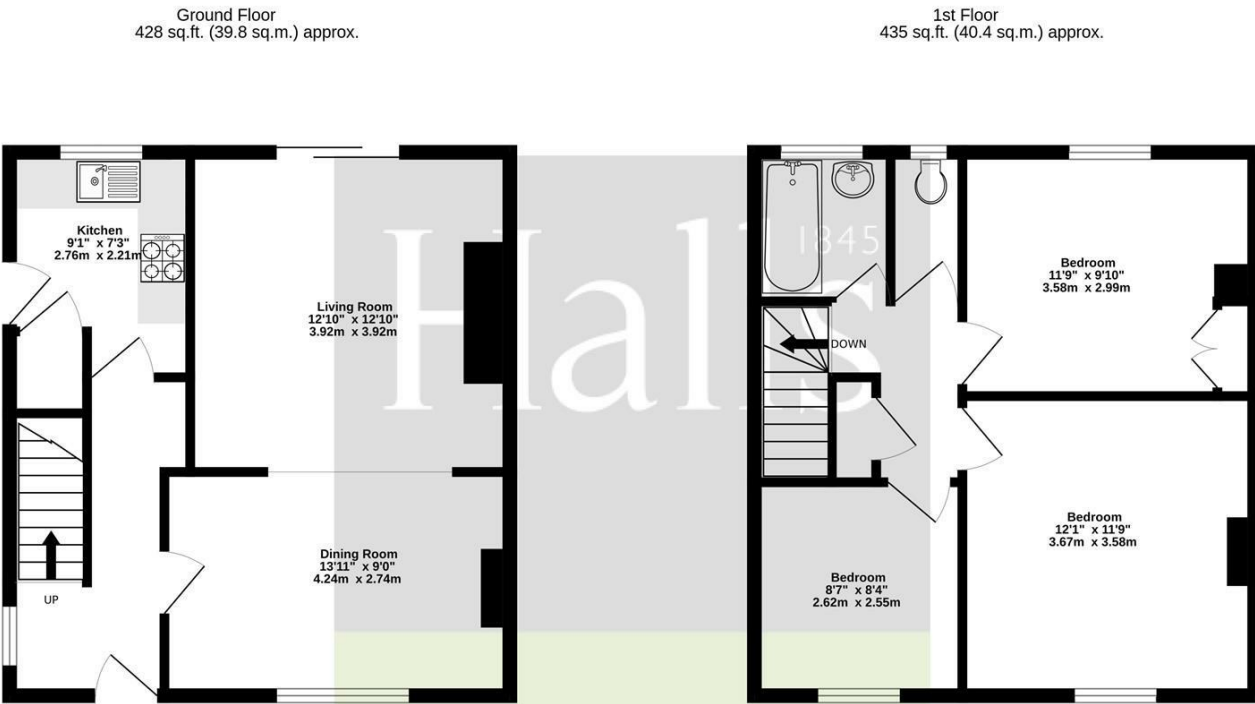 Ground Floor
428 sq.ft. (39.8 sq.m.) approx.
1st Floor
435 sq.ft. (40.4 sq.m.) approx.
Kitchen
9'1" x 7'3"
2.76m x 2.21m
Living Room
12'10" x 12'10"
3.92m x 3.92m
Dining Room
13'11" x 9'0"
4.24m x 2.74m
UP
Halls
1845
DOWN
Bedroom
11'9" x 9'10"
3.58m x 2.99m
Bedroom
12'1" x 11'9"
3.67m x 3.58m
Bedroom
8'7" x 8'4"
2.62m x 2.55m